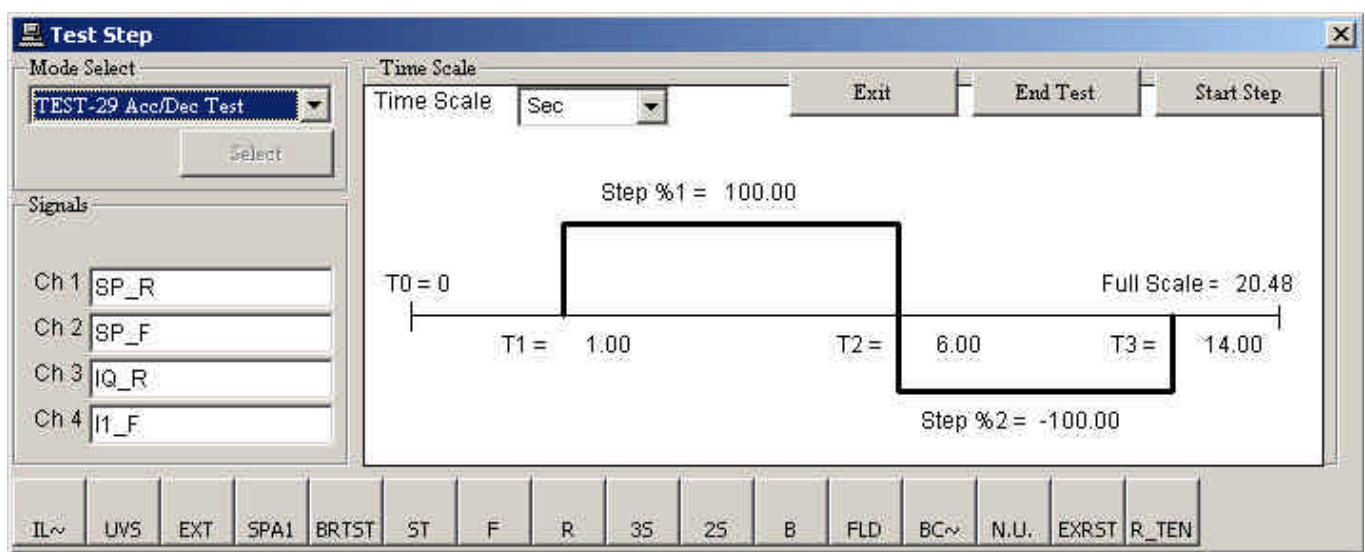 Test Step
Mode Select
TEST-29 Acc/Dec Test
Select
Signals
Ch 1 SP_R
Ch 2 SP_F
Ch 3 IQ_R
Ch 4 I1_F
Time Scale
Time Scale Sec
Exit End Test Start Step
Step %1 = 100.00
T0 = 0 Full Scale = 20.48
T1 = 1.00 T2 = 6.00 T3 = 14.00
Step %2 = -100.00
IL~ UVS EXT SPA1 BRTST ST F R 3S 2S B FLD BC~ N.U. EXRST R_TEN